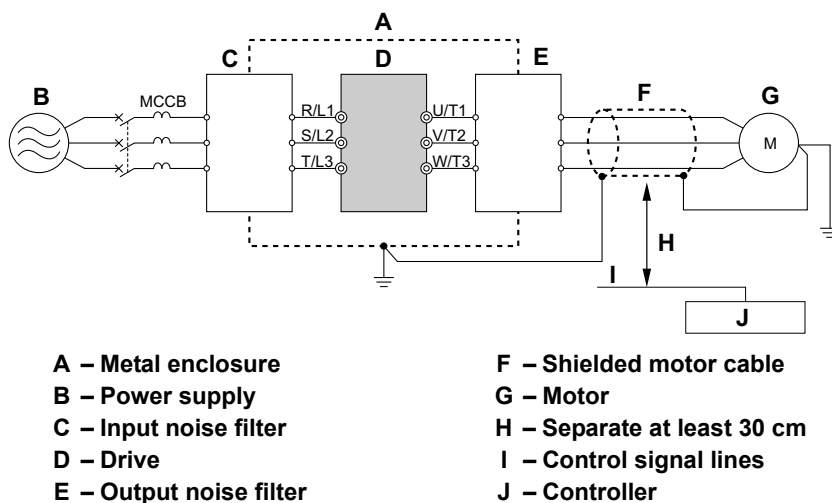 A
C
D
E
F
G
B
MCCB
R/L1
U/T1
S/L2
V/T2
M
T/L3
W/T3
H
I
J
A – Metal enclosure
B – Power supply
C – Input noise filter
D – Drive
E – Output noise filter
F – Shielded motor cable
G – Motor
H – Separate at least 30 cm
I – Control signal lines
J – Controller